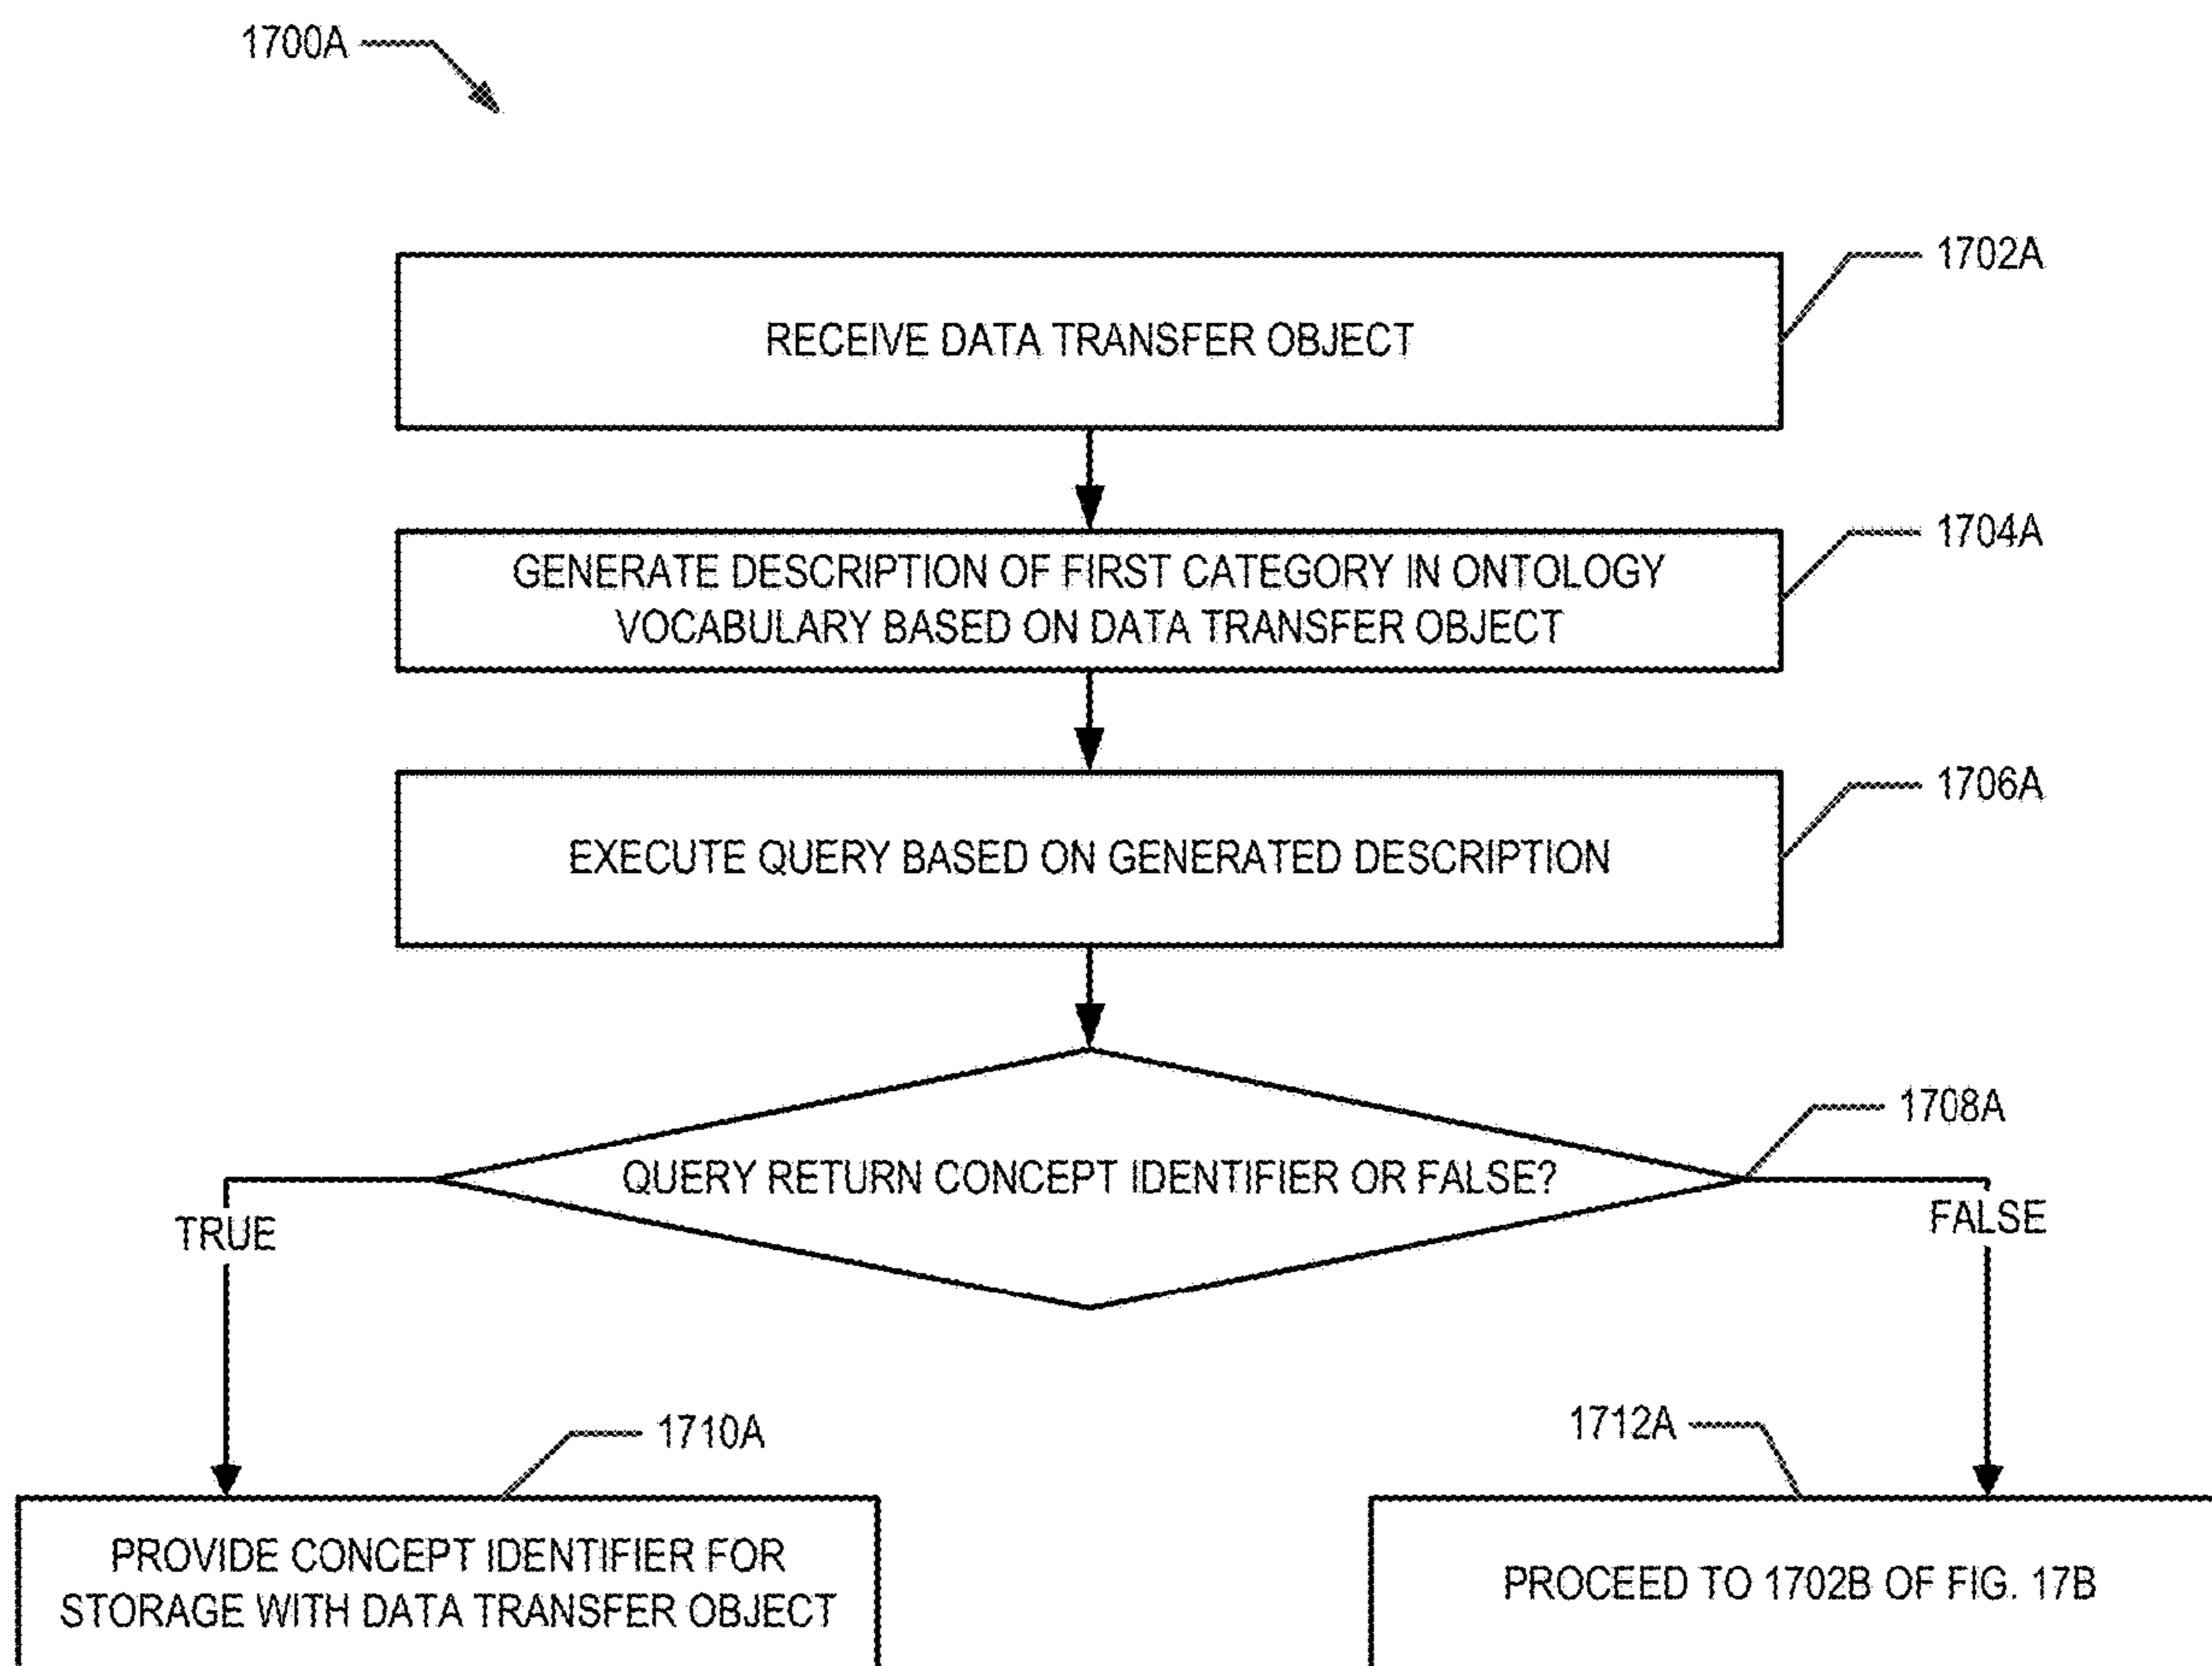 1700A
RECEIVE DATA TRANSFER OBJECT
1702A
GENERATE DESCRIPTION OF FIRST CATEGORY IN ONTOLOGY
VOCABULARY BASED ON DATA TRANSFER OBJECT
1704A
EXECUTE QUERY BASED ON GENERATED DESCRIPTION
1706A
QUERY RETURN CONCEPT IDENTIFIER OR FALSE?
1708A
TRUE
FALSE
1710A
PROVIDE CONCEPT IDENTIFIER FOR
STORAGE WITH DATA TRANSFER OBJECT
1712A
PROCEED TO 1702B OF FIG. 17B